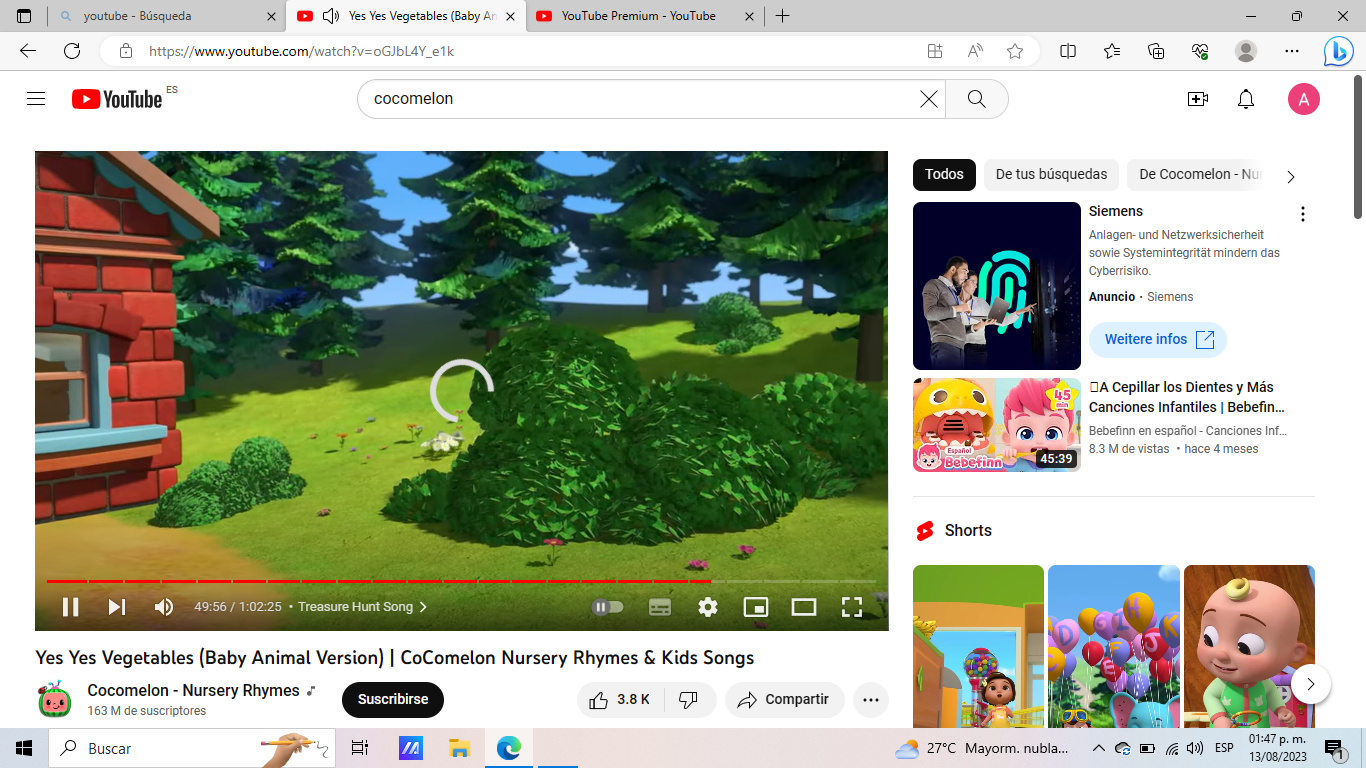 youtube - Búsqueda
Yes Yes Vegetables (Baby An
YouTube Premium - YouTube
https://www.youtube.com/watch?v=oGJbL4Y_e1k
YouTube ES
cocomelon
A
Todos
De tus búsquedas
De Cocomelon - Nur
Siemens
Anlagen- und Netzwerksicherheit
sowie Systemintegrität mindern das
Cyberrisiko.
Anuncio · Siemens
Weitere infos
45 min
Español
Bebefinn
45:39
A Cepillar los Dientes y Más
Canciones Infantiles | Bebefin…
Bebefinn en español - Canciones Inf…
8.3 M de vistas · hace 4 meses
Shorts
49:56 / 1:02:25 · Treasure Hunt Song
Yes Yes Vegetables (Baby Animal Version) | CoComelon Nursery Rhymes & Kids Songs
Cocomelon - Nursery Rhymes
163 M de suscriptores
Suscribirse
3.8 K
Compartir
Buscar
27°C Mayorm. nubla...
ESP
01:47 p. m.
13/08/2023
1